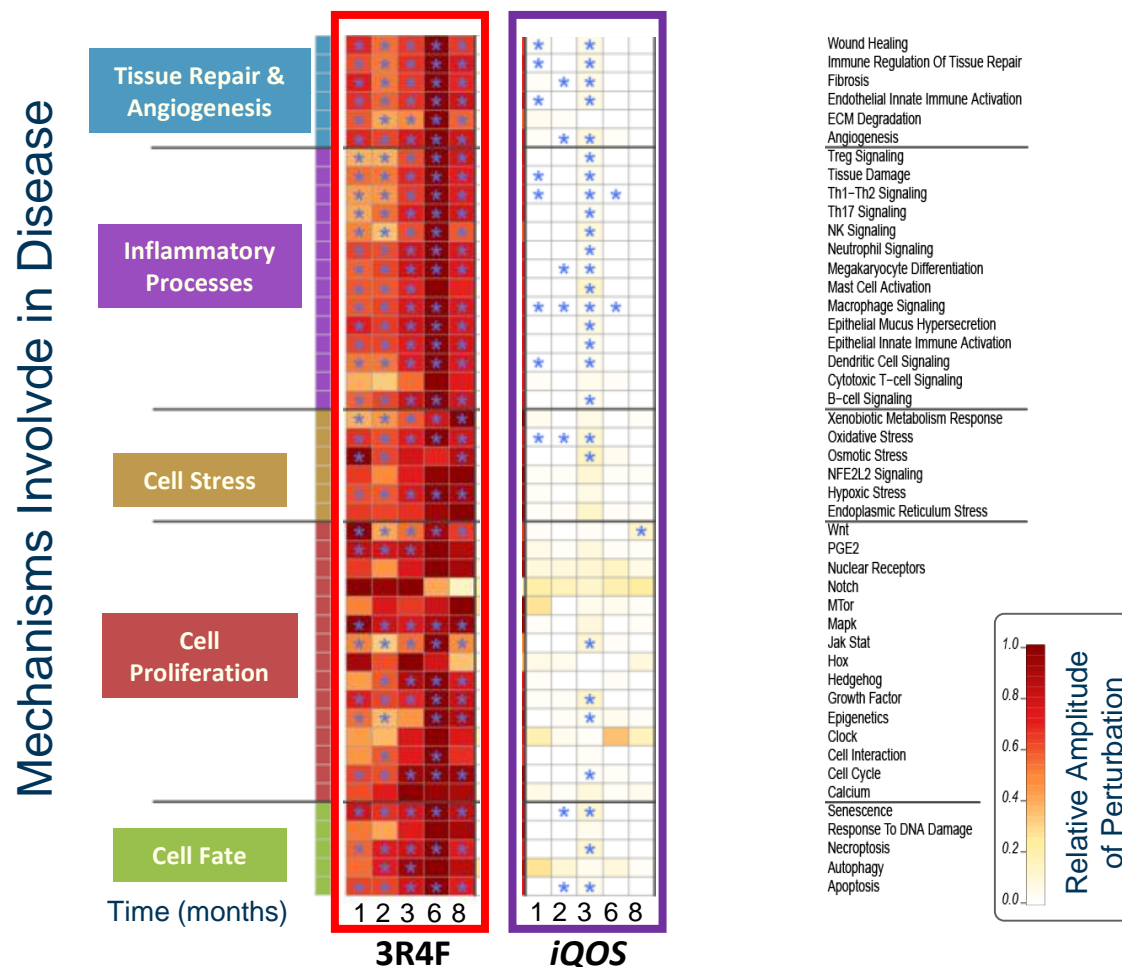 Mechanisms Involvde in Disease
Tissue Repair &
Angiogenesis
Inflammatory
Processes
Cell Stress
Cell
Proliferation
Cell Fate
Time (months)
1 2 3 6 8
3R4F
1 2 3 6 8
iQOS
Wound Healing
Immune Regulation Of Tissue Repair
Fibrosis
Endothelial Innate Immune Activation
ECM Degradation
Angiogenesis
Treg Signaling
Tissue Damage
Th1-Th2 Signaling
Th17 Signaling
NK Signaling
Neutrophil Signaling
Megakaryocyte Differentiation
Mast Cell Activation
Macrophage Signaling
Epithelial Mucus Hypersecretion
Epithelial Innate Immune Activation
Dendritic Cell Signaling
Cytotoxic T-cell Signaling
B-cell Signaling
Xenobiotic Metabolism Response
Oxidative Stress
Osmotic Stress
NFE2L2 Signaling
Hypoxic Stress
Endoplasmic Reticulum Stress
Wnt
PGE2
Nuclear Receptors
Notch
MTor
Mapk
Jak Stat
Hox
Hedgehog
Growth Factor
Epigenetics
Clock
Cell Interaction
Cell Cycle
Calcium
Senescence
Response To DNA Damage
Necroptosis
Autophagy
Apoptosis
1.0
0.8
0.6
0.4
0.2
0.0
Relative Amplitude
of Perturbation